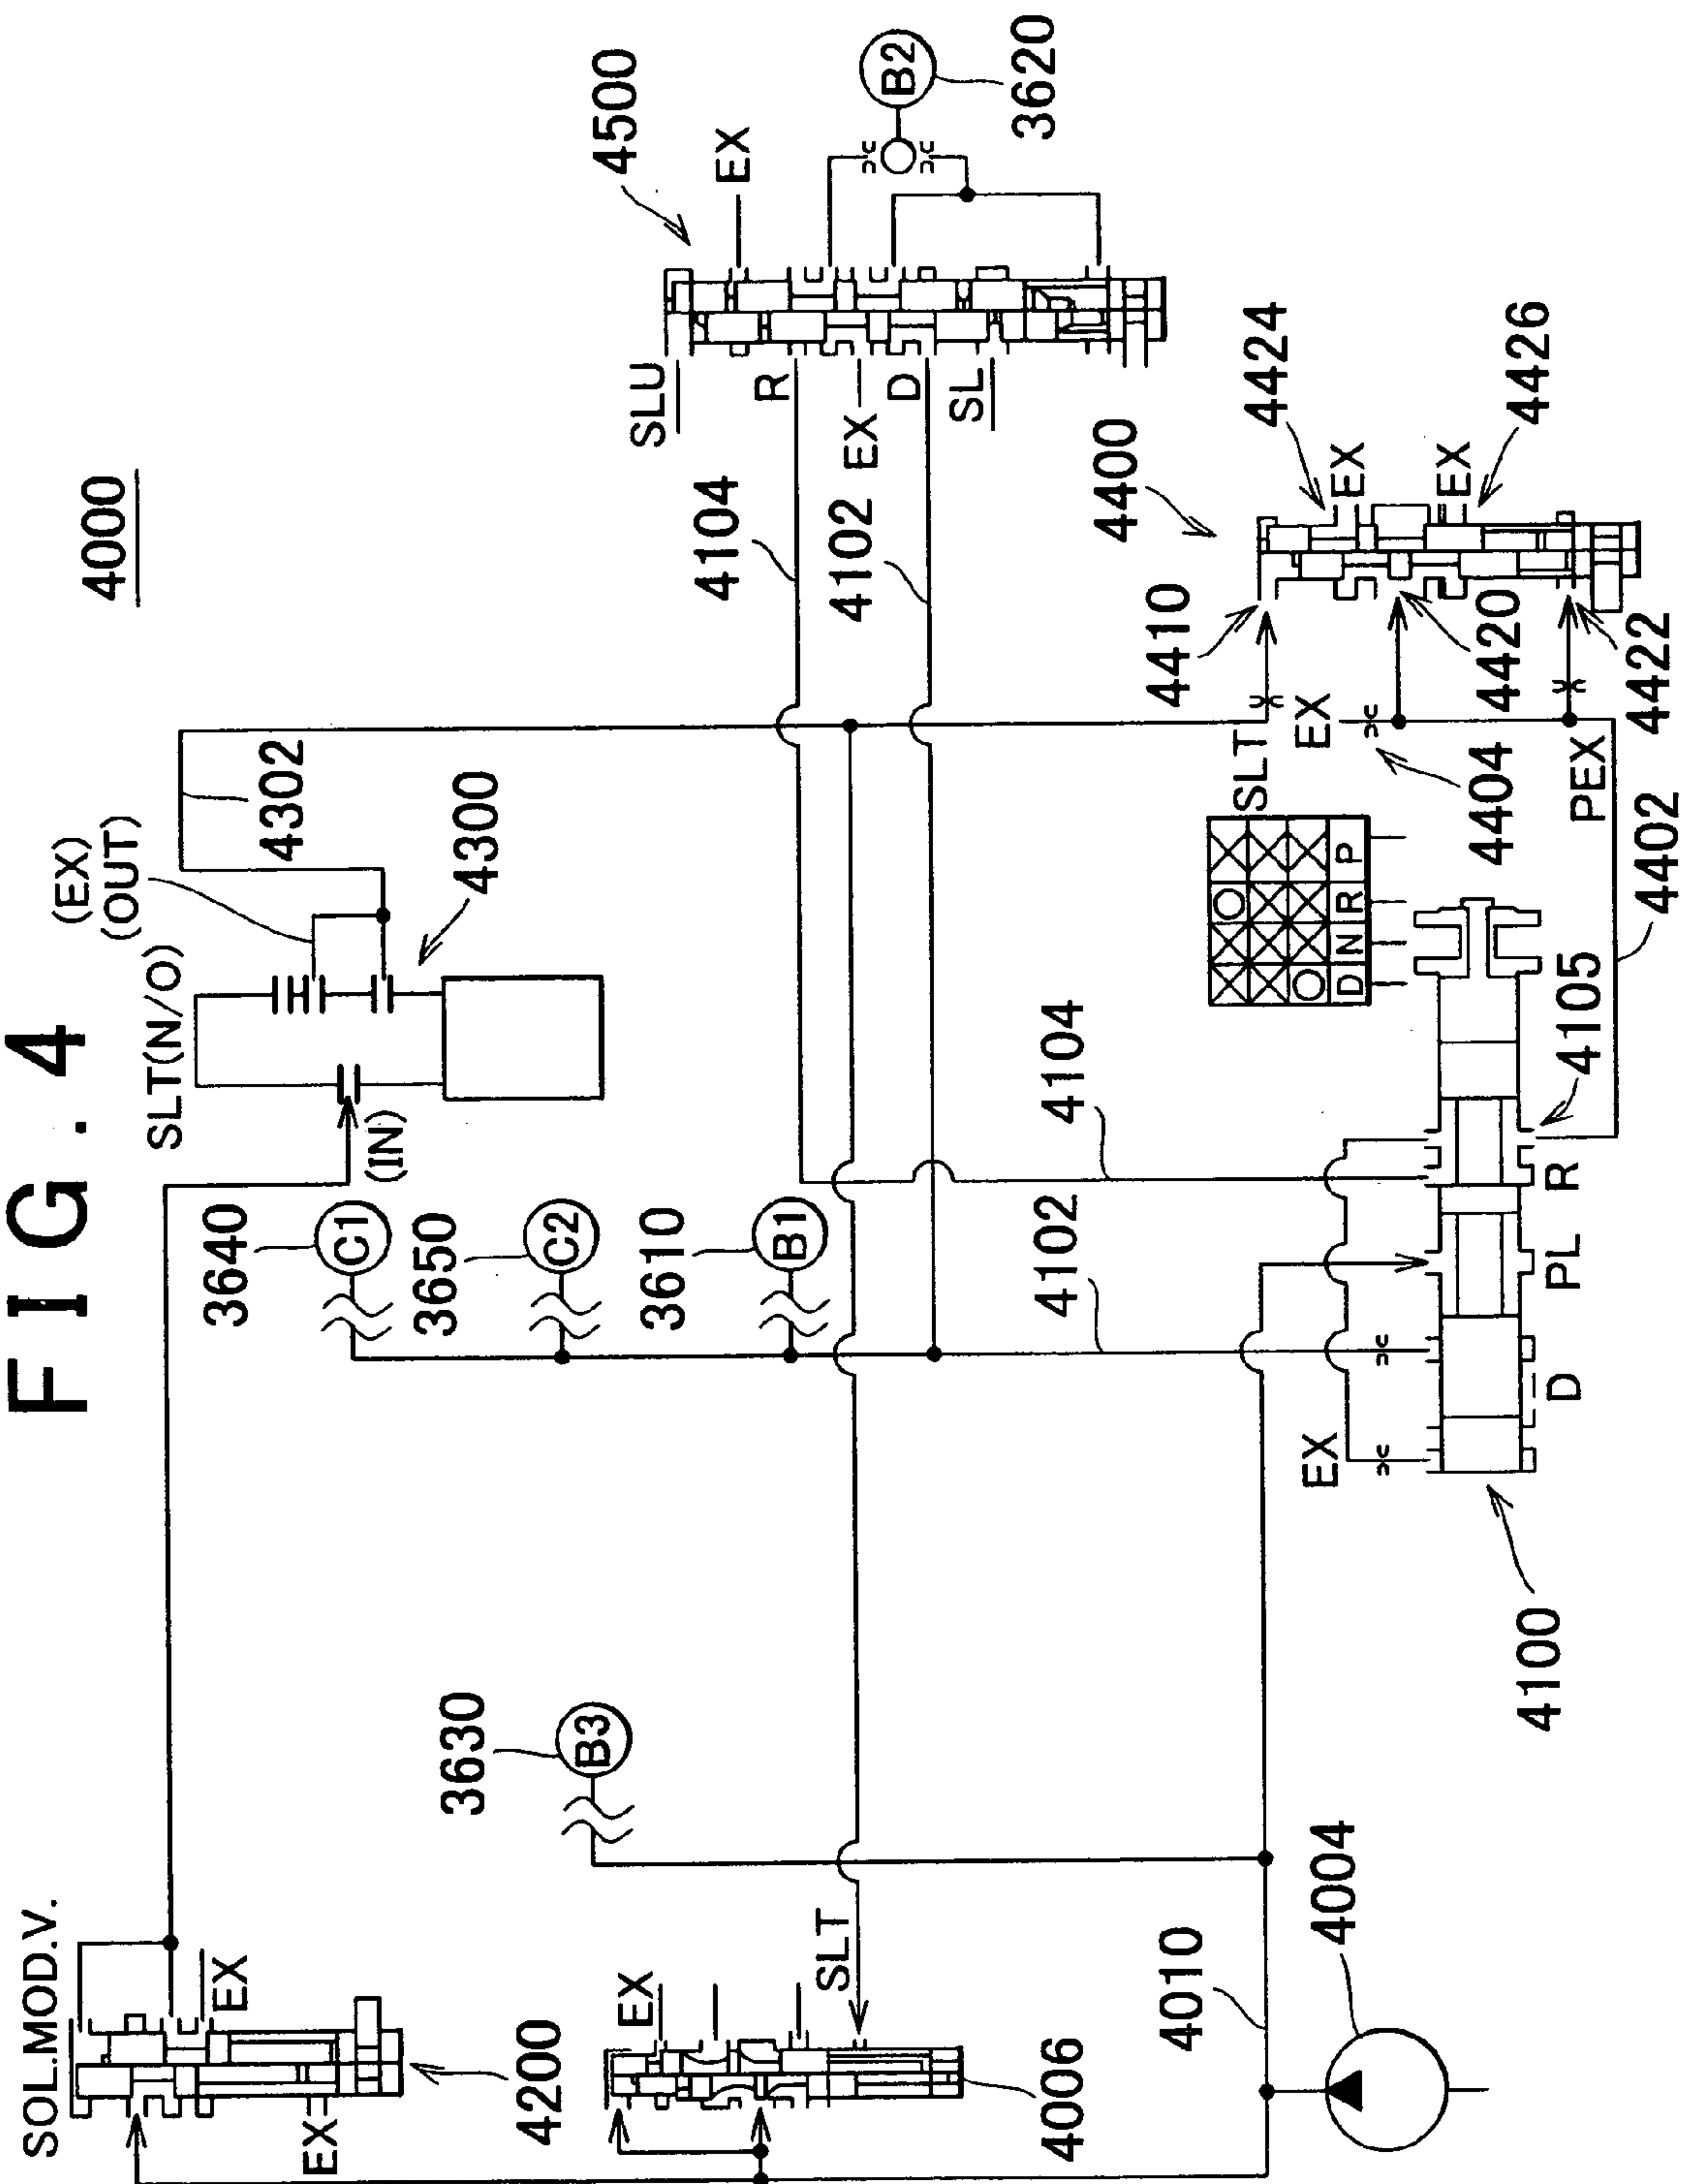 FIG. 4
4000
SOL.MOD.V.
EX
EX
4200
SLT(N/O)
(EX)
(OUT)
(IN)
4302
4300
3640
C1
3650
C2
3610
B1
3630
B3
EX
SLT
4006
4010
4004
4500
EX
B2
3620
SLU
R
EX
D
SL
4104
4102
4104
4102
4400
4424
EX
EX
4426
4410
SLT
EX
4420
4422
4404
PEX
4402
D N R P
EX
D
PL
R
4105
4100